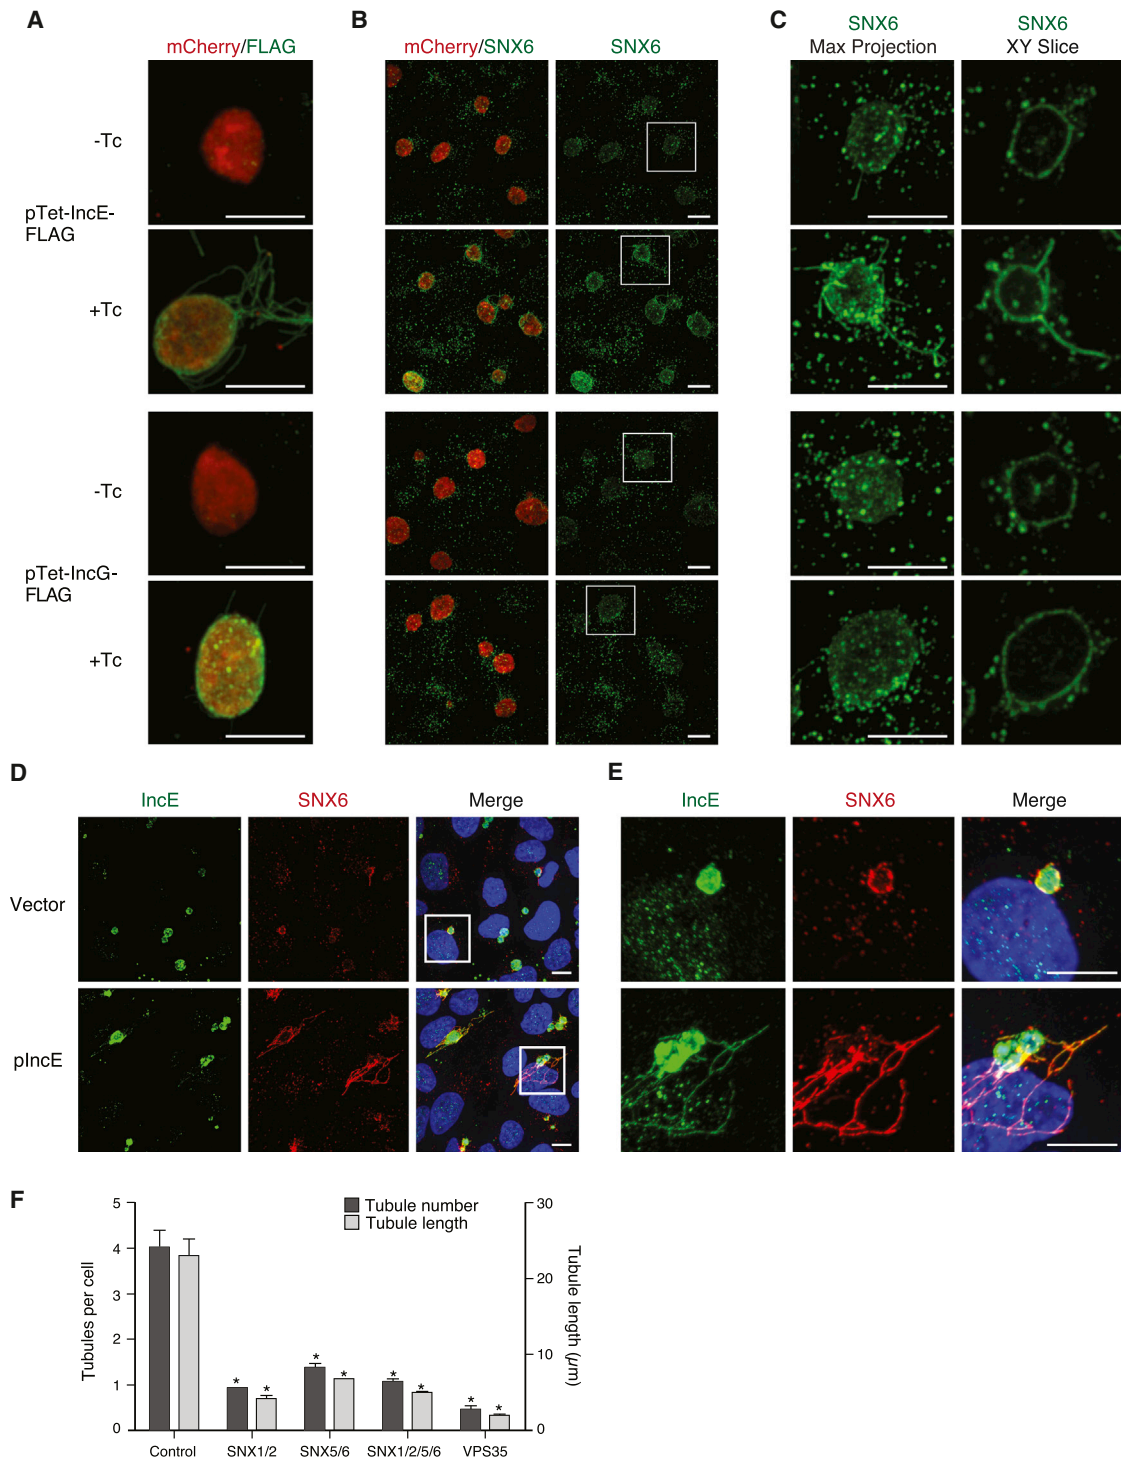 A
mCherry/FLAG
B
mCherry/SNX6
SNX6
C
SNX6
Max Projection
SNX6
XY Slice
-Tc
pTet-IncE-
FLAG
+Tc
-Tc
pTet-IncG-
FLAG
+Tc
D
IncE
SNX6
Merge
E
IncE
SNX6
Merge
Vector
pIncE
F
Tubule number
Tubule length
Tubules per cell
5
4
3
2
1
0
30
20
10
0
Tubule length (µm)
* * * * * * * *
Control
SNX1/2
SNX5/6
SNX1/2/5/6
VPS35